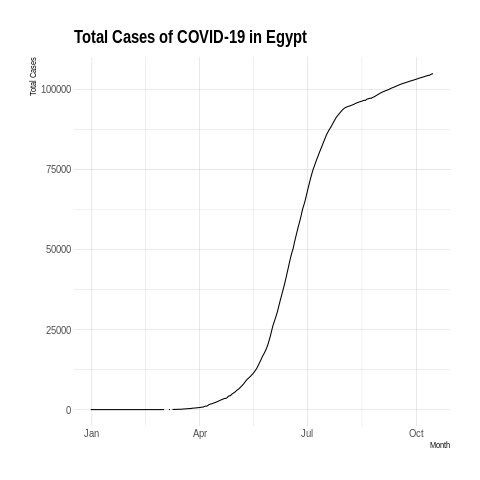 Total Cases of COVID-19 in Egypt
Total Cases
100000
75000
50000
25000
0
Jan Apr Jul Oct
Month